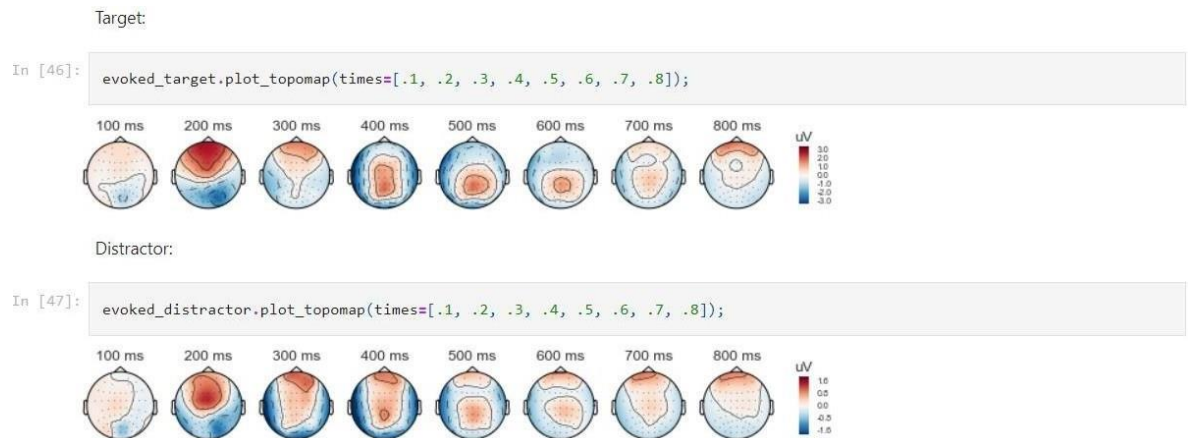 Target:
In [46]:
evoked_target.plot_topomap(times=[.1, .2, .3, .4, .5, .6, .7, .8]);
100 ms 200 ms 300 ms 400 ms 500 ms 600 ms 700 ms 800 ms
uV
3.0
2.0
1.0
0.0
-1.0
-2.0
-3.0
Distractor:
In [47]:
evoked_distractor.plot_topomap(times=[.1, .2, .3, .4, .5, .6, .7, .8]);
100 ms 200 ms 300 ms 400 ms 500 ms 600 ms 700 ms 800 ms
uV
1.6
0.8
0.0
-0.8
-1.6